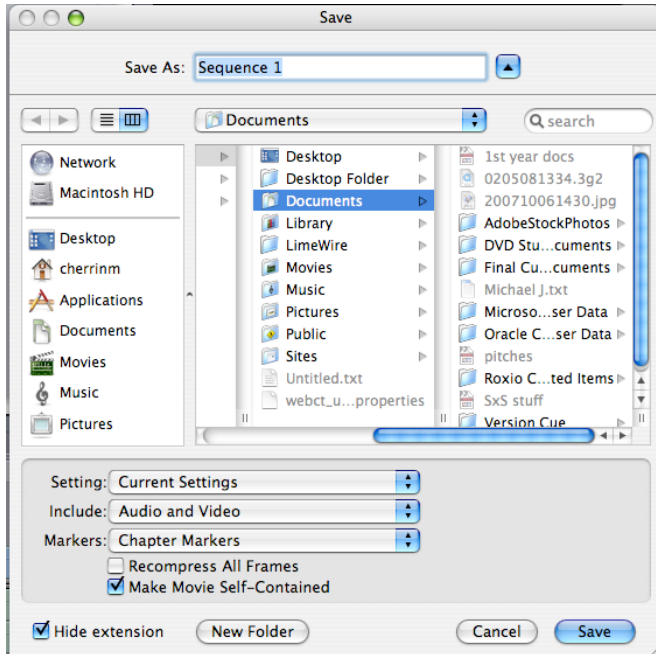 Save
Save As: Sequence 1
Documents
search
Network
Macintosh HD
Desktop
cherrinm
Applications
Documents
Movies
Music
Pictures
Desktop
Desktop Folder
Documents
Library
LimeWire
Movies
Music
Pictures
Public
Sites
Untitled.txt
webct_u...properties
1st year docs
0205081334.3g2
200710061430.jpg
AdobeStockPhotos
DVD Stu...cuments
Final Cu...cuments
Michael J.txt
Microso...ser Data
Oracle C...ser Data
pitches
Roxio C...ted Items
SxS stuff
Version Cue
Setting: Current Settings
Include: Audio and Video
Markers: Chapter Markers
Recompress All Frames
Make Movie Self-Contained
Hide extension
New Folder
Cancel
Save